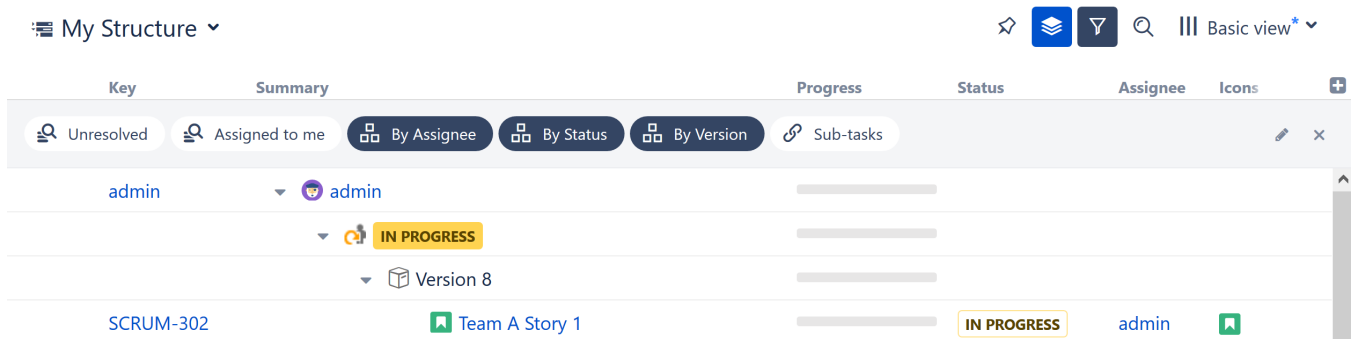 My Structure Basic view*
Key Summary Progress Status Assignee Icons
Unresolved Assigned to me By Assignee By Status By Version Sub-tasks
admin admin
IN PROGRESS
Version 8
SCRUM-302 Team A Story 1 IN PROGRESS admin